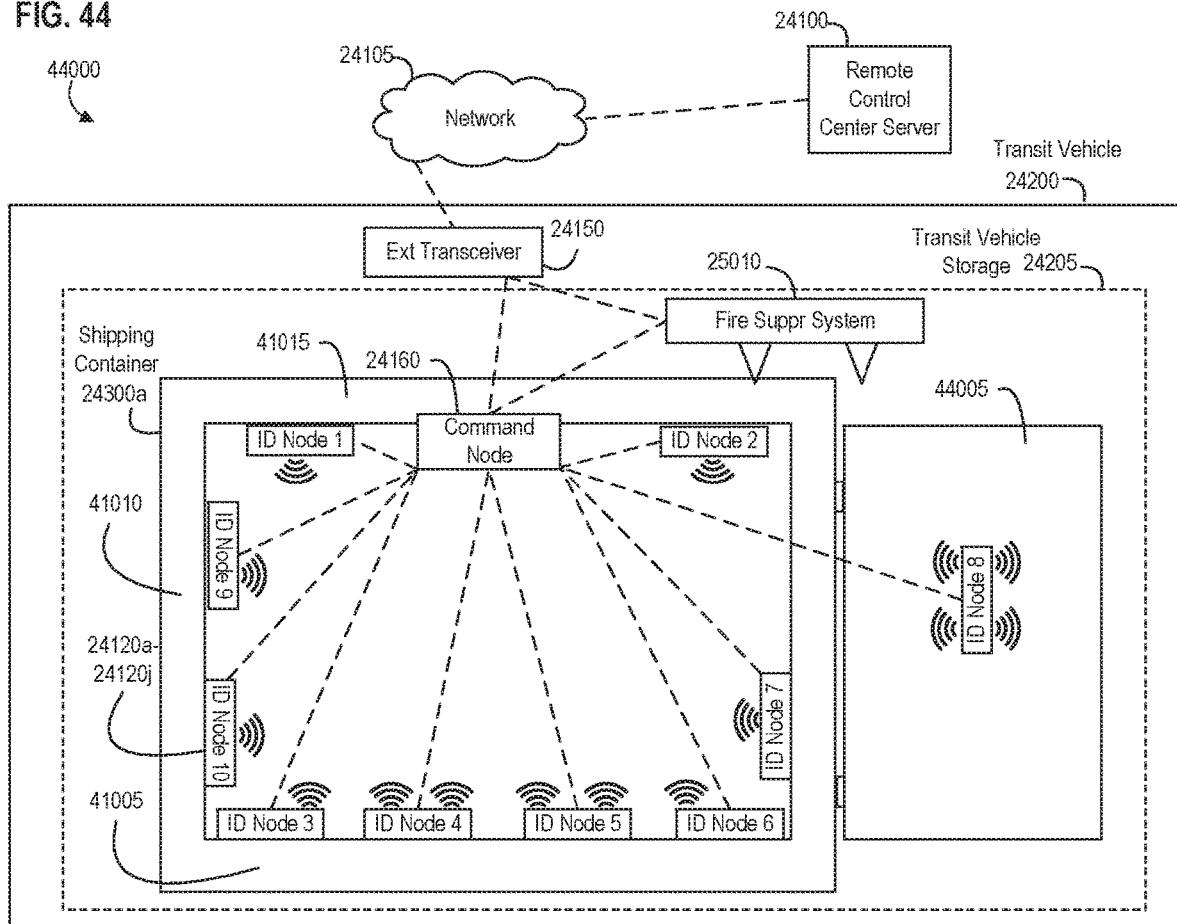 FIG. 44
44000
24105
24100
Network
Remote
Control
Center Server
Transit Vehicle
24200
Ext Transceiver
24150
Transit Vehicle
Storage 24205
25010
Fire Suppr System
Shipping
Container
24300a
41015
24160
44005
Command
Node
ID Node 1
ID Node 2
41010
ID Node 9
ID Node 8
24120a-
24120j
ID Node 10
ID Node 7
41005
ID Node 3
ID Node 4
ID Node 5
ID Node 6